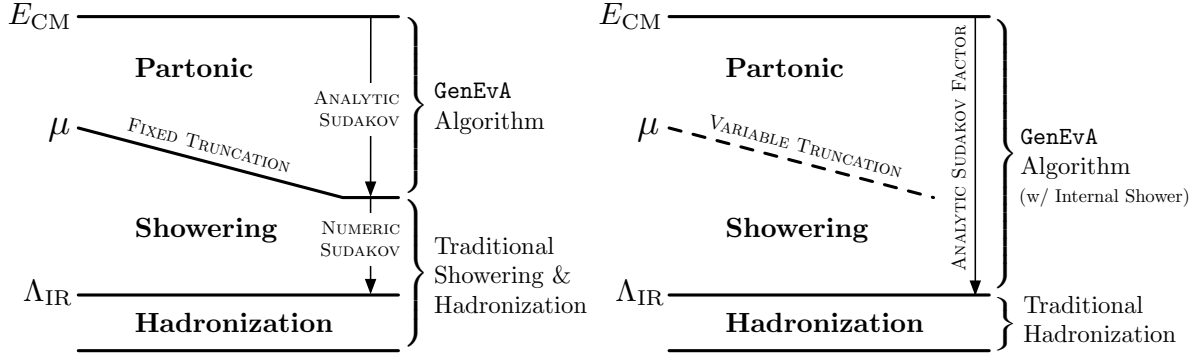 E_CM
Partonic
ANALYTIC
SUDAKOV
GenEvA
Algorithm
μ
FIXED TRUNCATION
Showering
NUMERIC
SUDAKOV
Traditional
Showering &
Hadronization
Λ_IR
Hadronization
E_CM
Partonic
ANALYTIC SUDAKOV FACTOR
μ
VARIABLE TRUNCATION
GenEvA
Algorithm
(w/ Internal Shower)
Showering
Λ_IR
Hadronization
Traditional
Hadronization